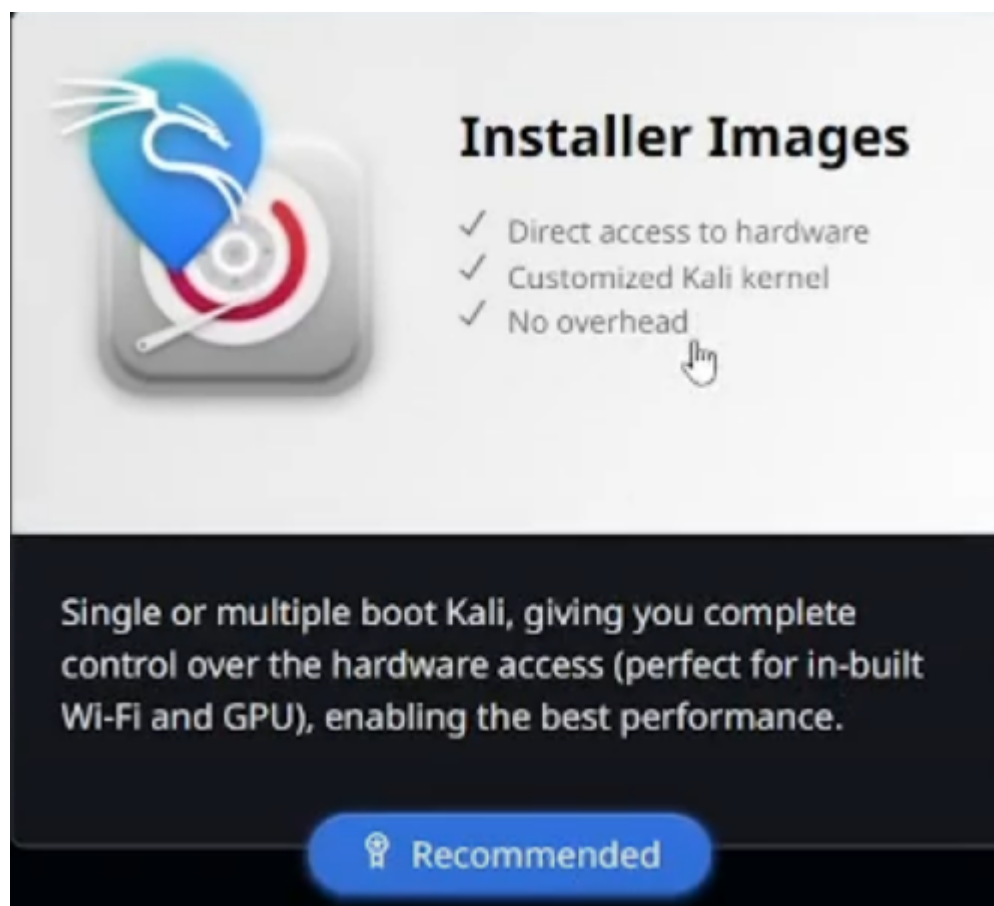 Installer Images
Direct access to hardware
Customized Kali kernel
No overhead
Single or multiple boot Kali, giving you complete
control over the hardware access (perfect for in-built
Wi-Fi and GPU), enabling the best performance.
Recommended